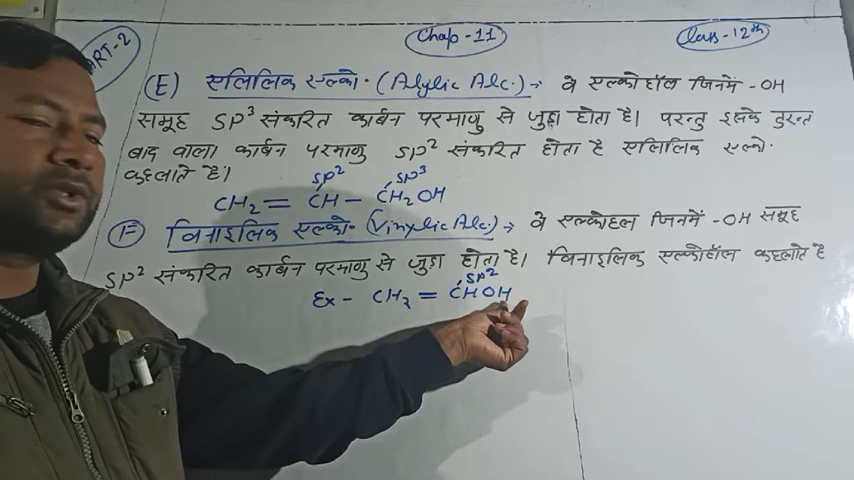 PART-2
Chap-11
Class-12th
(E) एलिलिक एल्को. (Allylic Alc.) → वे एल्कोहॉल जिनमें -OH
समूह SP³ संकरित कार्बन परमाणु से जुड़ा होता है। परन्तु इसके तुरन्त
बाद वाला कार्बन परमाणु SP² संकरित होता है एलिलिक एल्को.
कहलाते है।
SP² SP³
CH₂ = CH - CH₂OH
(F) विनाइलिक एल्को. (Vinylic Alc.) → वे एल्कोहल जिनमें -OH समूह
SP² संकरित कार्बन परमाणु से जुड़ा होता है। विनाइलिक एल्कोहॉल कहलाते है
SP²
Ex - CH₂ = CHOH